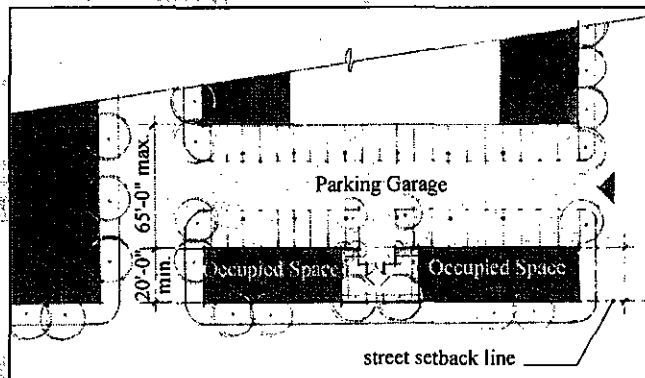 65'-0" max.
Parking Garage
20'-0"
min.
Occupied Space
Occupied Space
street setback line